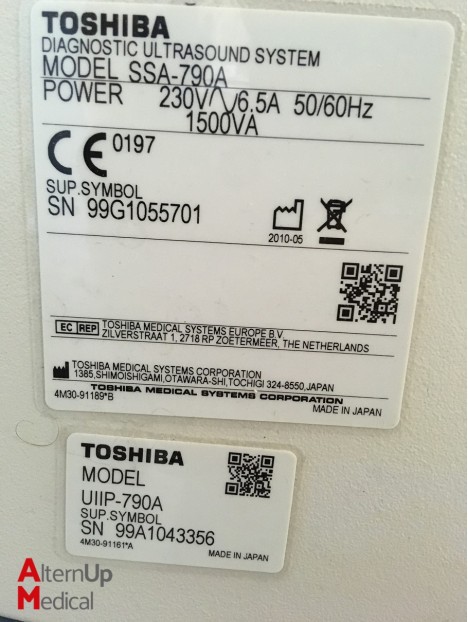 TOSHIBA
DIAGNOSTIC ULTRASOUND SYSTEM
MODEL SSA-790A
POWER 230V∿6.5A 50/60Hz
1500VA
CE 0197
SUP.SYMBOL
SN 99G1055701
2010-05
EC REP TOSHIBA MEDICAL SYSTEMS EUROPE B.V.
ZILVERSTRAAT 1, 2718 RP ZOETERMEER, THE NETHERLANDS
TOSHIBA MEDICAL SYSTEMS CORPORATION
1385,SHIMOISHIGAMI,OTAWARA-SHI,TOCHIGI 324-8550,JAPAN
TOSHIBA MEDICAL SYSTEMS CORPORATION
4M30-91189*B
MADE IN JAPAN
TOSHIBA
MODEL
UIIP-790A
SUP.SYMBOL
SN 99A1043356
4M30-91161*A
MADE IN JAPAN
AlternUp
Medical